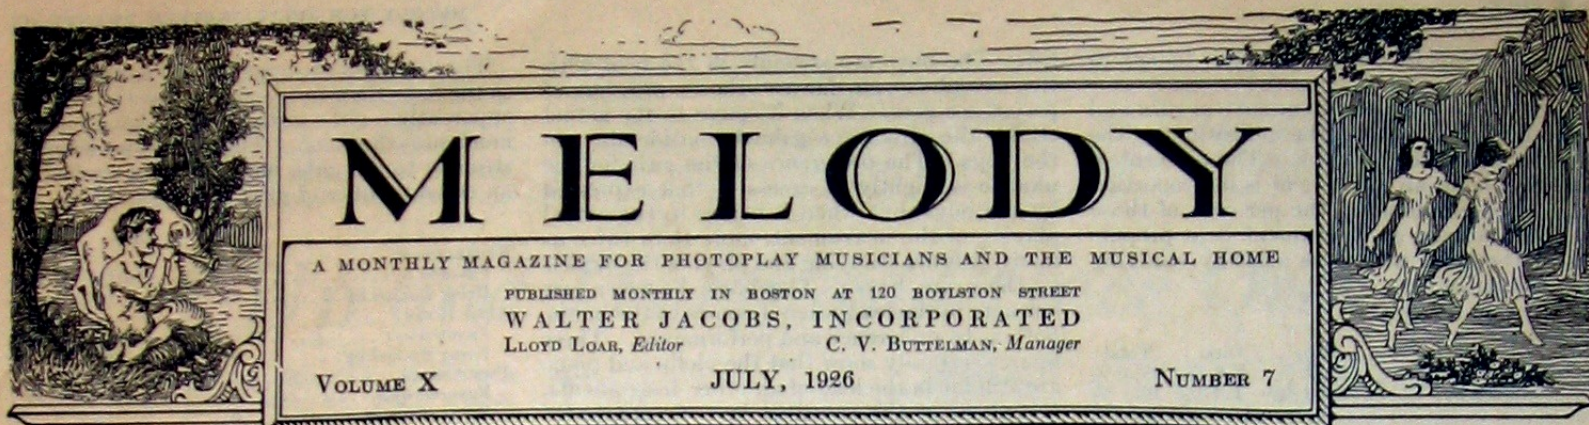 MELODY
A MONTHLY MAGAZINE FOR PHOTOPLAY MUSICIANS AND THE MUSICAL HOME
PUBLISHED MONTHLY IN BOSTON AT 120 BOYLSTON STREET
WALTER JACOBS, INCORPORATED
LLOYD LOAR, Editor C. V. BUTTELMAN, Manager
VOLUME X JULY, 1926 NUMBER 7